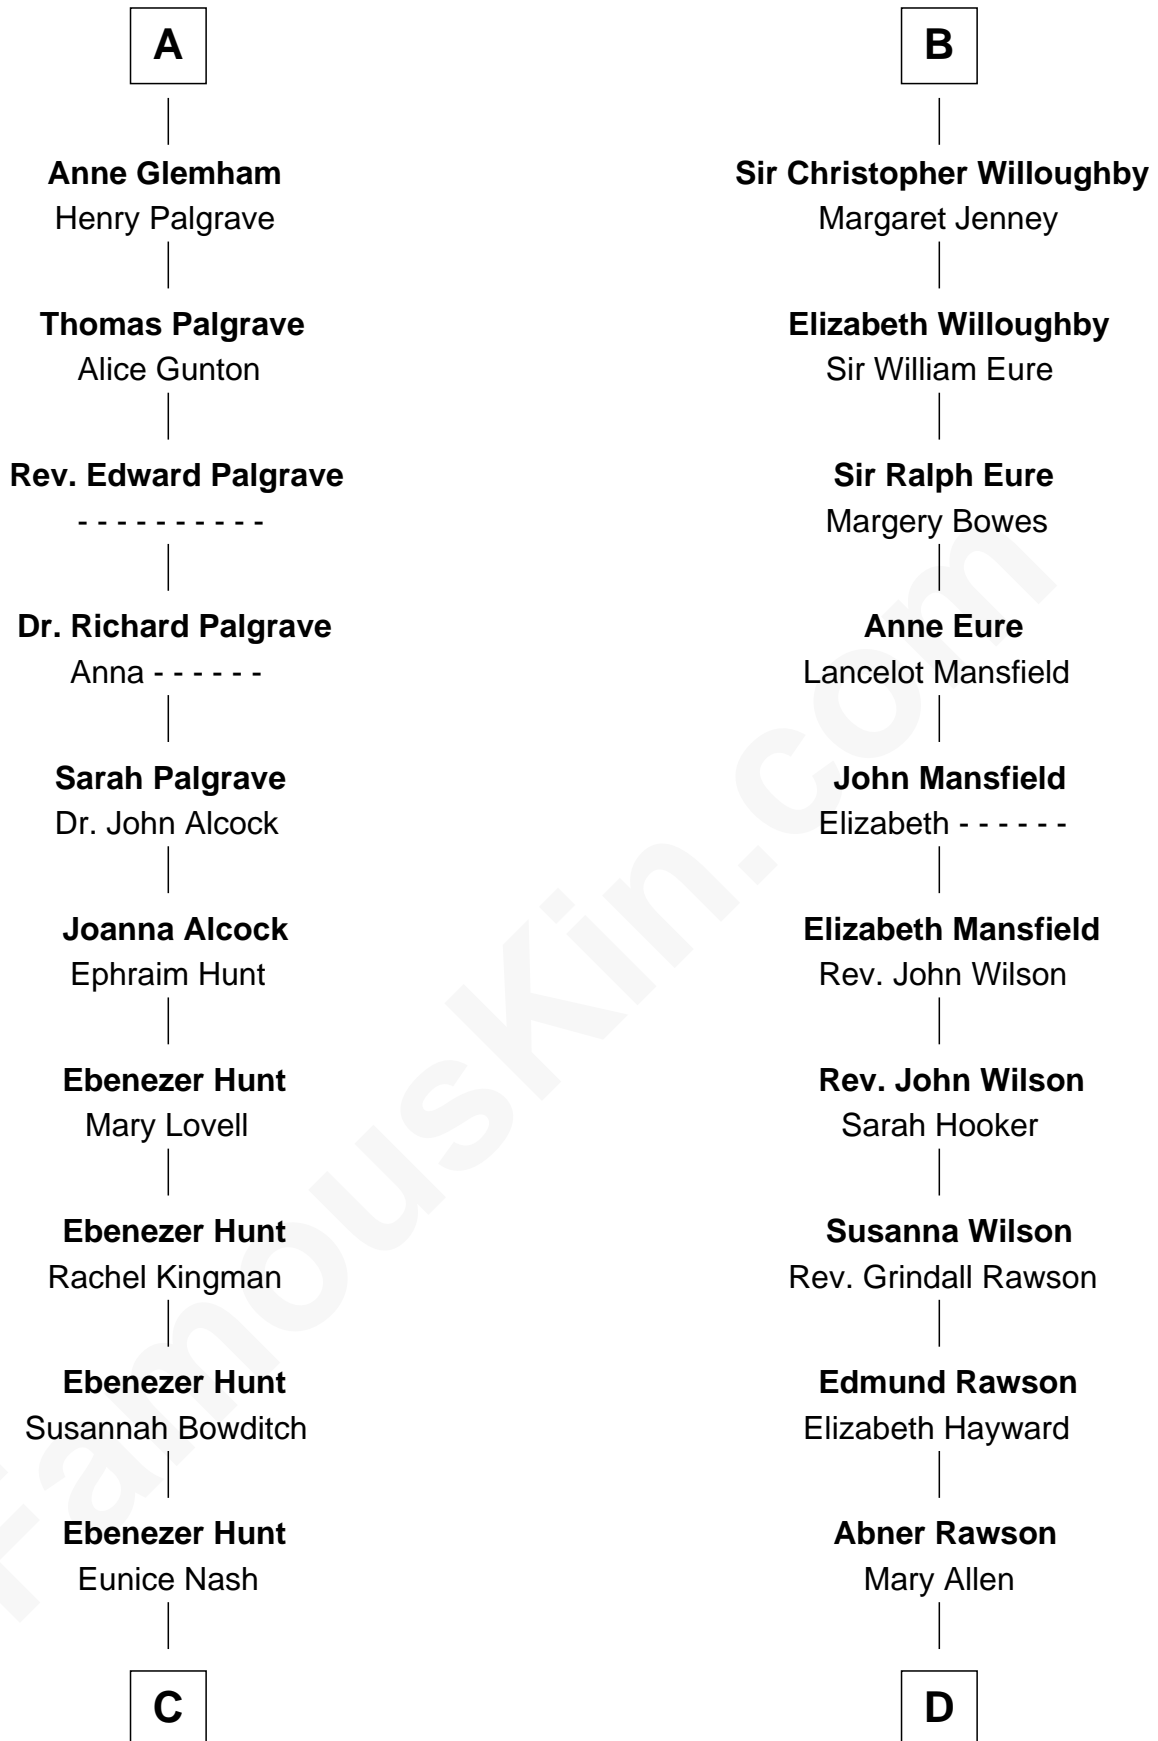 A
Anne Glemham
Henry Palgrave
Thomas Palgrave
Alice Gunton
Rev. Edward Palgrave
- - - - - - - - - -
Dr. Richard Palgrave
Anna - - - - - -
Sarah Palgrave
Dr. John Alcock
Joanna Alcock
Ephraim Hunt
Ebenezer Hunt
Mary Lovell
Ebenezer Hunt
Rachel Kingman
Ebenezer Hunt
Susannah Bowditch
Ebenezer Hunt
Eunice Nash
C
B
Sir Christopher Willoughby
Margaret Jenney
Elizabeth Willoughby
Sir William Eure
Sir Ralph Eure
Margery Bowes
Anne Eure
Lancelot Mansfield
John Mansfield
Elizabeth - - - - - -
Elizabeth Mansfield
Rev. John Wilson
Rev. John Wilson
Sarah Hooker
Susanna Wilson
Rev. Grindall Rawson
Edmund Rawson
Elizabeth Hayward
Abner Rawson
Mary Allen
D
FamousKin.com